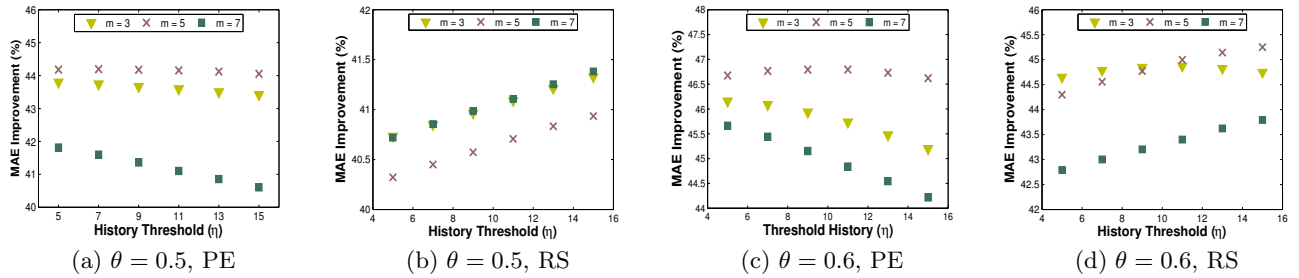 m = 3 m = 5 m = 7
MAE Improvement (%)
46
45
44
43
42
41
40
5 7 9 11 13 15
History Threshold (η)
(a) θ = 0.5, PE
m = 3 m = 5 m = 7
MAE Improvement (%)
42
41.5
41
40.5
40
4 6 8 10 12 14 16
History Threshold (η)
(b) θ = 0.5, RS
m = 3 m = 5 m = 7
MAE Improvement (%)
48
47.5
47
46.5
46
45.5
45
44.5
44
4 6 8 10 12 14 16
Threshold History (η)
(c) θ = 0.6, PE
m = 3 m = 5 m = 7
MAE Improvement (%)
46
45.5
45
44.5
44
43.5
43
42.5
42
4 6 8 10 12 14 16
History Threshold (η)
(d) θ = 0.6, RS